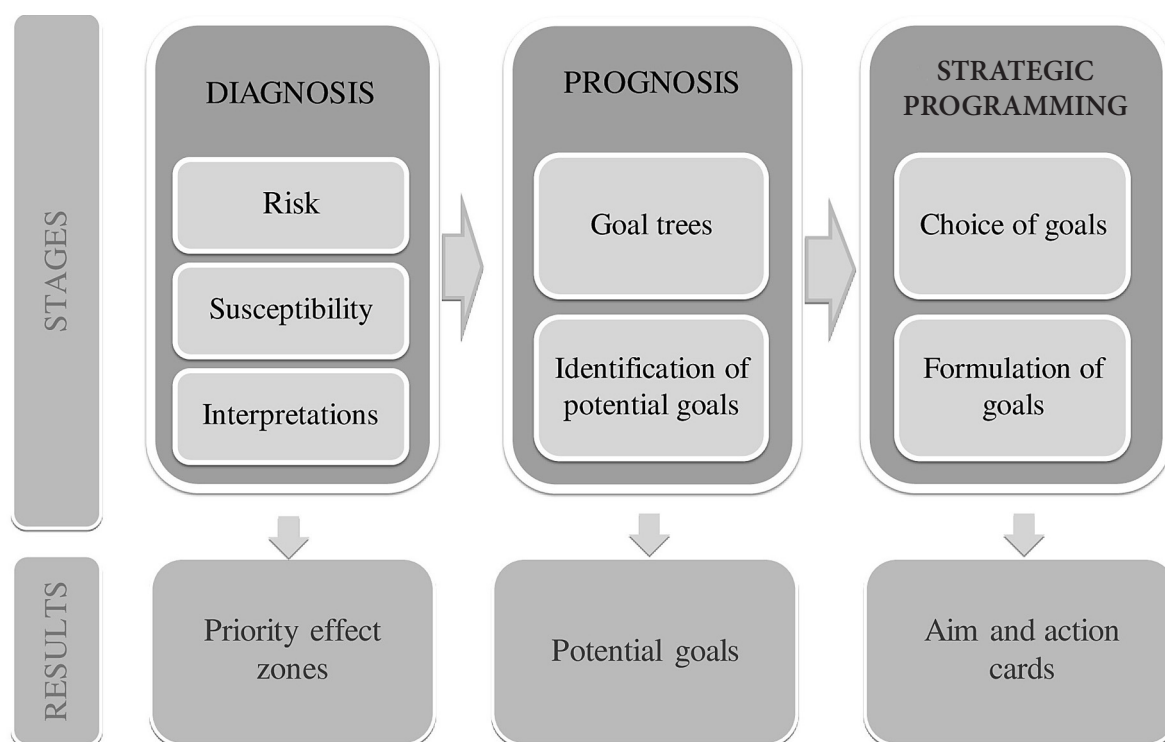 STAGES
DIAGNOSIS
Risk
Susceptibility
Interpretations
PROGNOSIS
Goal trees
Identification of
potential goals
STRATEGIC
PROGRAMMING
Choice of goals
Formulation of
goals
RESULTS
Priority effect
zones
Potential goals
Aim and action
cards